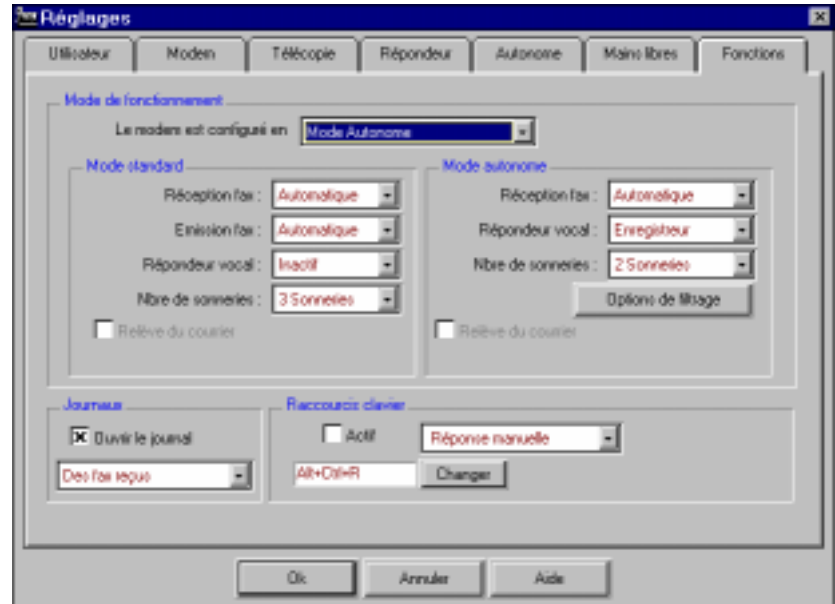 Réglages
Utilisateur Modem Télécopie Répondeur Autonome Mains libres Fonctions
Mode de fonctionnement
Le modem est configuré en Mode Autonome
Mode standard
Réception fax : Automatique
Emission fax : Automatique
Répondeur vocal : Inactif
Nbre de sonneries : 3 Sonneries
Relève du courrier
Mode autonome
Réception fax : Automatique
Répondeur vocal : Enregistreur
Nbre de sonneries : 2 Sonneries
Options de filtrage
Relève du courrier
Journaux
Ouvrir le journal
Des fax reçus
Raccourcis clavier
Actif Réponse manuelle
Alt+Ctrl+R Changer
Ok Annuler Aide